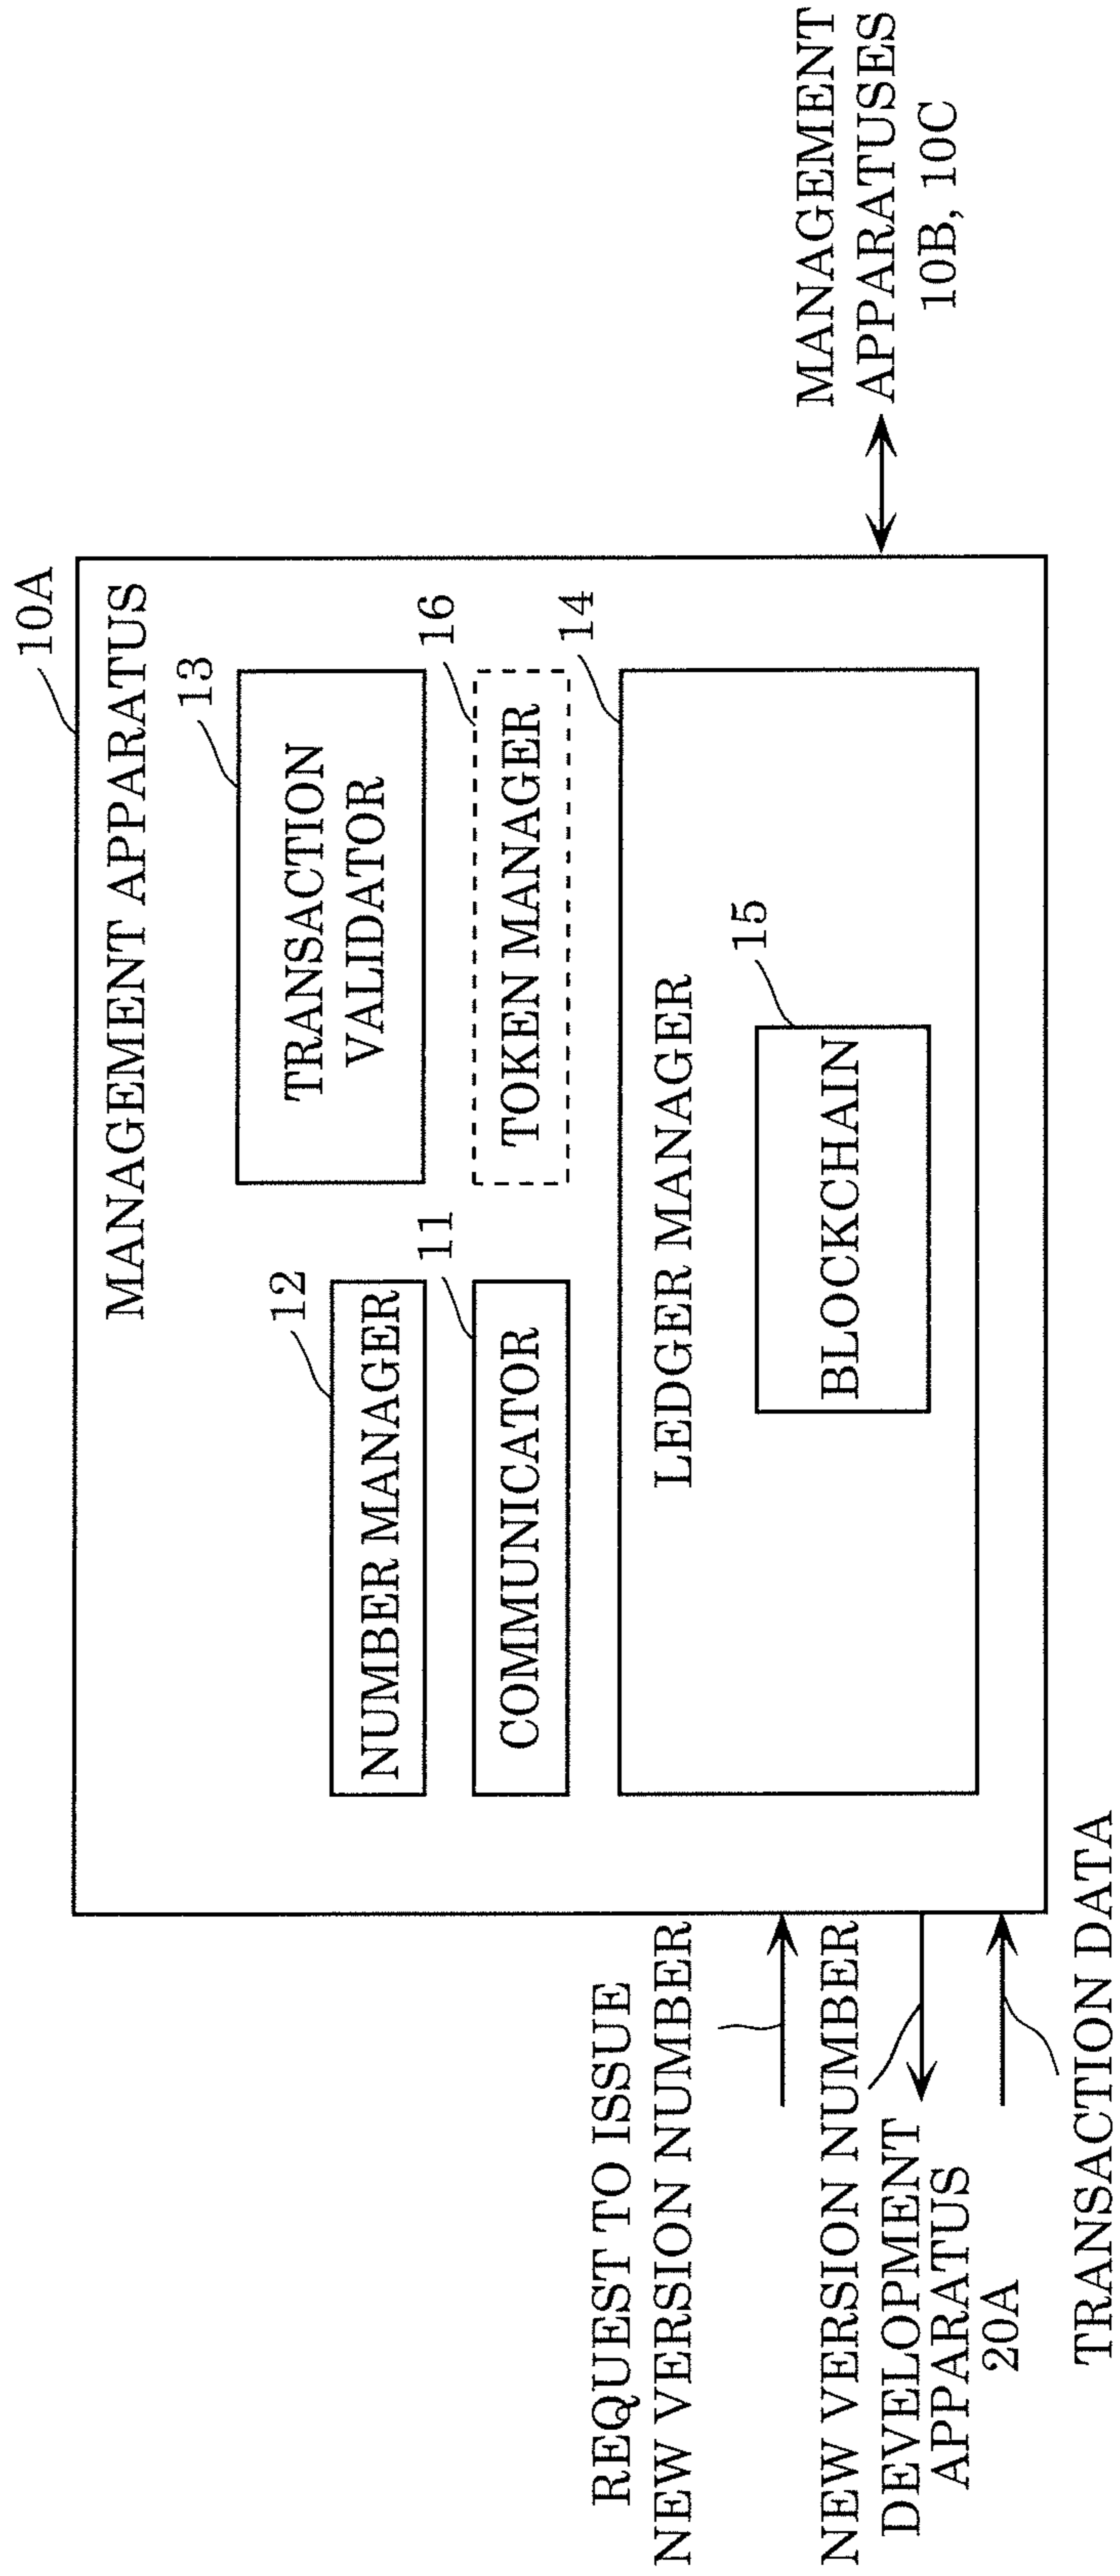 10A
MANAGEMENT APPARATUS
13
TRANSACTION
VALIDATOR
12
NUMBER MANAGER
16
TOKEN MANAGER
11
COMMUNICATOR
14
LEDGER MANAGER
15
BLOCKCHAIN
REQUEST TO ISSUE
NEW VERSION NUMBER
NEW VERSION NUMBER
DEVELOPMENT
APPARATUS
20A
TRANSACTION DATA
MANAGEMENT
APPARATUSES
10B, 10C